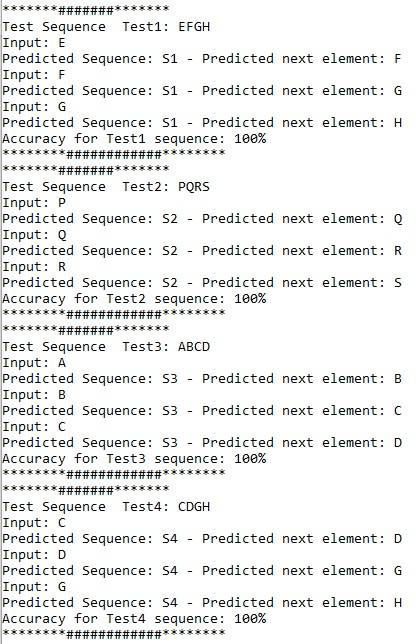 *******#######*******
Test Sequence  Test1: EFGH
Input: E
Predicted Sequence: S1 - Predicted next element: F
Input: F
Predicted Sequence: S1 - Predicted next element: G
Input: G
Predicted Sequence: S1 - Predicted next element: H
Accuracy for Test1 sequence: 100%
********############********
*******#######*******
Test Sequence  Test2: PQRS
Input: P
Predicted Sequence: S2 - Predicted next element: Q
Input: Q
Predicted Sequence: S2 - Predicted next element: R
Input: R
Predicted Sequence: S2 - Predicted next element: S
Accuracy for Test2 sequence: 100%
********############********
*******#######*******
Test Sequence  Test3: ABCD
Input: A
Predicted Sequence: S3 - Predicted next element: B
Input: B
Predicted Sequence: S3 - Predicted next element: C
Input: C
Predicted Sequence: S3 - Predicted next element: D
Accuracy for Test3 sequence: 100%
********############********
*******#######*******
Test Sequence  Test4: CDGH
Input: C
Predicted Sequence: S4 - Predicted next element: D
Input: D
Predicted Sequence: S4 - Predicted next element: G
Input: G
Predicted Sequence: S4 - Predicted next element: H
Accuracy for Test4 sequence: 100%
********############********